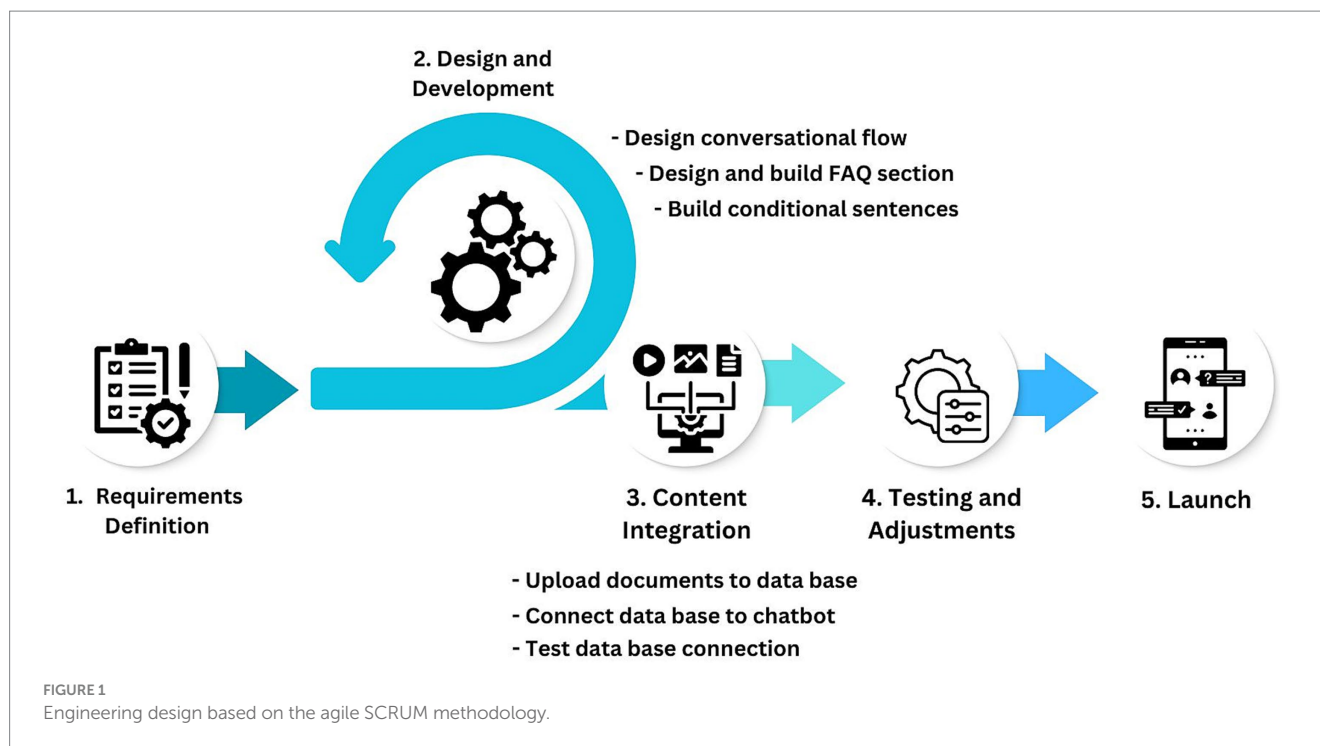 2. Design and
Development
- Design conversational flow
- Design and build FAQ section
- Build conditional sentences
1. Requirements
Definition
3. Content
Integration
- Upload documents to data base
- Connect data base to chatbot
- Test data base connection
4. Testing and
Adjustments
5. Launch
FIGURE 1
Engineering design based on the agile SCRUM methodology.